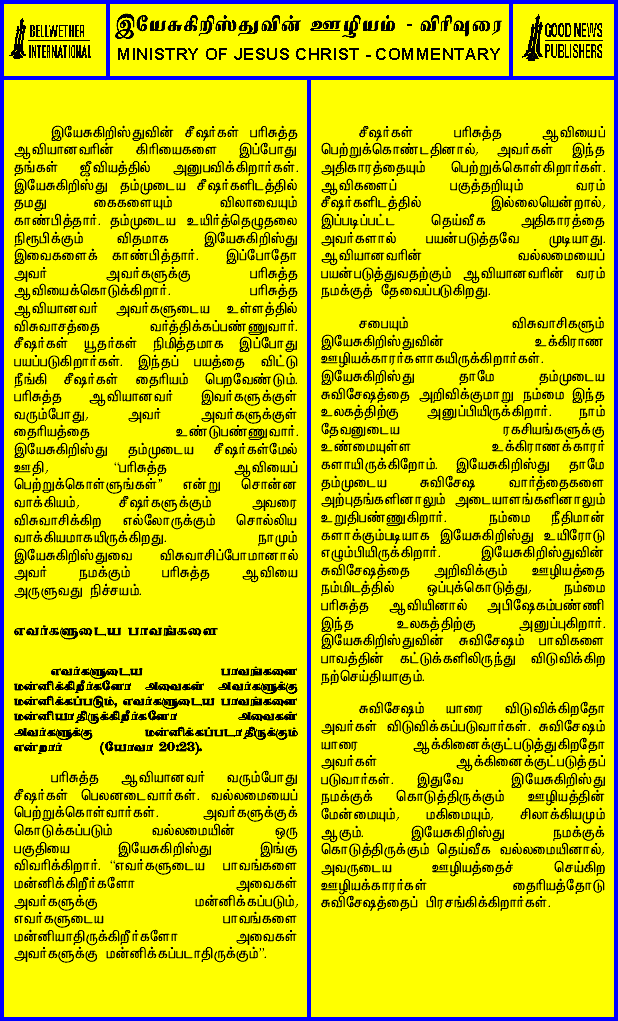 BELLWETHER
INTERNATIONAL
இயேசுகிறிஸ்துவின் ஊழியம் - விரிவுரை
MINISTRY OF JESUS CHRIST - COMMENTARY
GOOD NEWS
PUBLISHERS
இயேசுகிறிஸ்துவின் சீஷர்கள் பரிசுத்த
ஆவியானவரின் கிரியைகளை இப்போது
தங்கள் ஜீவியத்தில் அனுபவிக்கிறார்கள்.
இயேசுகிறிஸ்து தம்முடைய சீஷர்களிடத்தில்
தமது கைகளையும் விலாவையும்
காண்பித்தார். தம்முடைய உயிர்த்தெழுதலை
நிரூபிக்கும் விதமாக இயேசுகிறிஸ்து
இவைகளைக் காண்பித்தார். இப்போதோ
அவர் அவர்களுக்கு பரிசுத்த
ஆவியைக்கொடுக்கிறார். பரிசுத்த
ஆவியானவர் அவர்களுடைய உள்ளத்தில்
விசுவாசத்தை வர்த்திக்கப்பண்ணுவார்.
சீஷர்கள் யூதர்கள் நிமித்தமாக இப்போது
பயப்படுகிறார்கள். இந்தப் பயத்தை விட்டு
நீங்கி சீஷர்கள் தைரியம் பெறவேண்டும்.
பரிசுத்த ஆவியானவர் இவர்களுக்குள்
வரும்போது, அவர் அவர்களுக்குள்
தைரியத்தை உண்டுபண்ணுவார்.
இயேசுகிறிஸ்து தம்முடைய சீஷர்கள்மேல்
ஊதி, “பரிசுத்த ஆவியைப்
பெற்றுக்கொள்ளுங்கள்” என்று சொன்ன
வாக்கியம், சீஷர்களுக்கும் அவரை
விசுவாசிக்கிற எல்லோருக்கும் சொல்லிய
வாக்கியமாகயிருக்கிறது. நாமும்
இயேசுகிறிஸ்துவை விசுவாசிப்போமானால்
அவர் நமக்கும் பரிசுத்த ஆவியை
அருளுவது நிச்சயம்.
எவர்களுடைய பாவங்களை
எவர்களுடைய பாவங்களை
மன்னிக்கிறீர்களோ அவைகள் அவர்களுக்கு
மன்னிக்கப்படும், எவர்களுடைய பாவங்களை
மன்னியாதிருக்கிறீர்களோ அவைகள்
அவர்களுக்கு மன்னிக்கப்படாதிருக்கும்
என்றார் (யோவா 20:23).
பரிசுத்த ஆவியானவர் வரும்போது
சீஷர்கள் பெலனடைவார்கள். வல்லமையைப்
பெற்றுக்கொள்வார்கள். அவர்களுக்குக்
கொடுக்கப்படும் வல்லமையின் ஒரு
பகுதியை இயேசுகிறிஸ்து இங்கு
விவரிக்கிறார். “எவர்களுடைய பாவங்களை
மன்னிக்கிறீர்களோ அவைகள்
அவர்களுக்கு மன்னிக்கப்படும்,
எவர்களுடைய பாவங்களை
மன்னியாதிருக்கிறீர்களோ அவைகள்
அவர்களுக்கு மன்னிக்கப்படாதிருக்கும்”.
சீஷர்கள் பரிசுத்த ஆவியைப்
பெற்றுக்கொண்டதினால், அவர்கள் இந்த
அதிகாரத்தையும் பெற்றுக்கொள்கிறார்கள்.
ஆவிகளைப் பகுத்தறியும் வரம்
சீஷர்களிடத்தில் இல்லையென்றால்,
இப்படிப்பட்ட தெய்வீக அதிகாரத்தை
அவர்களால் பயன்படுத்தவே முடியாது.
ஆவியானவரின் வல்லமையைப்
பயன்படுத்துவதற்கும் ஆவியானவரின் வரம்
நமக்குத் தேவைப்படுகிறது.
சபையும் விசுவாசிகளும்
இயேசுகிறிஸ்துவின் உக்கிராண
ஊழியக்காரர்களாகயிருக்கிறார்கள்.
இயேசுகிறிஸ்து தாமே தம்முடைய
சுவிசேஷத்தை அறிவிக்குமாறு நம்மை இந்த
உலகத்திற்கு அனுப்பியிருக்கிறார். நாம்
தேவனுடைய ரகசியங்களுக்கு
உண்மையுள்ள உக்கிராணக்காரர்
களாயிருக்கிறோம். இயேசுகிறிஸ்து தாமே
தம்முடைய சுவிசேஷ வார்த்தைகளை
அற்புதங்களினாலும் அடையாளங்களினாலும்
உறுதிபண்ணுகிறார். நம்மை நீதிமான்
களாக்கும்படியாக இயேசுகிறிஸ்து உயிரோடு
எழும்பியிருக்கிறார். இயேசுகிறிஸ்துவின்
சுவிசேஷத்தை அறிவிக்கும் ஊழியத்தை
நம்மிடத்தில் ஒப்புக்கொடுத்து, நம்மை
பரிசுத்த ஆவியினால் அபிஷேகம்பண்ணி
இந்த உலகத்திற்கு அனுப்புகிறார்.
இயேசுகிறிஸ்துவின் சுவிசேஷம் பாவிகளை
பாவத்தின் கட்டுக்களிலிருந்து விடுவிக்கிற
நற்செய்தியாகும்.
சுவிசேஷம் யாரை விடுவிக்கிறதோ
அவர்கள் விடுவிக்கப்படுவார்கள். சுவிசேஷம்
யாரை ஆக்கினைக்குட்படுத்துகிறதோ
அவர்கள் ஆக்கினைக்குட்படுத்தப்
படுவார்கள். இதுவே இயேசுகிறிஸ்து
நமக்குக் கொடுத்திருக்கும் ஊழியத்தின்
மேன்மையும், மகிமையும், சிலாக்கியமும்
ஆகும். இயேசுகிறிஸ்து நமக்குக்
கொடுத்திருக்கும் தெய்வீக வல்லமையினால்,
அவருடைய ஊழியத்தைச் செய்கிற
ஊழியக்காரர்கள் தைரியத்தோடு
சுவிசேஷத்தைப் பிரசங்கிக்கிறார்கள்.